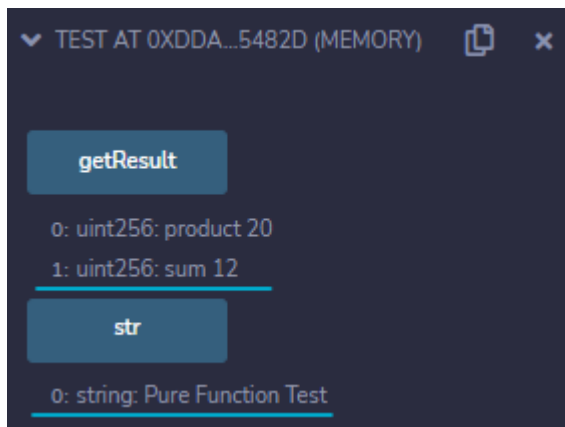 TEST AT 0XDDA...5482D (MEMORY)
getResult
0: uint256: product 20
1: uint256: sum 12
str
0: string: Pure Function Test